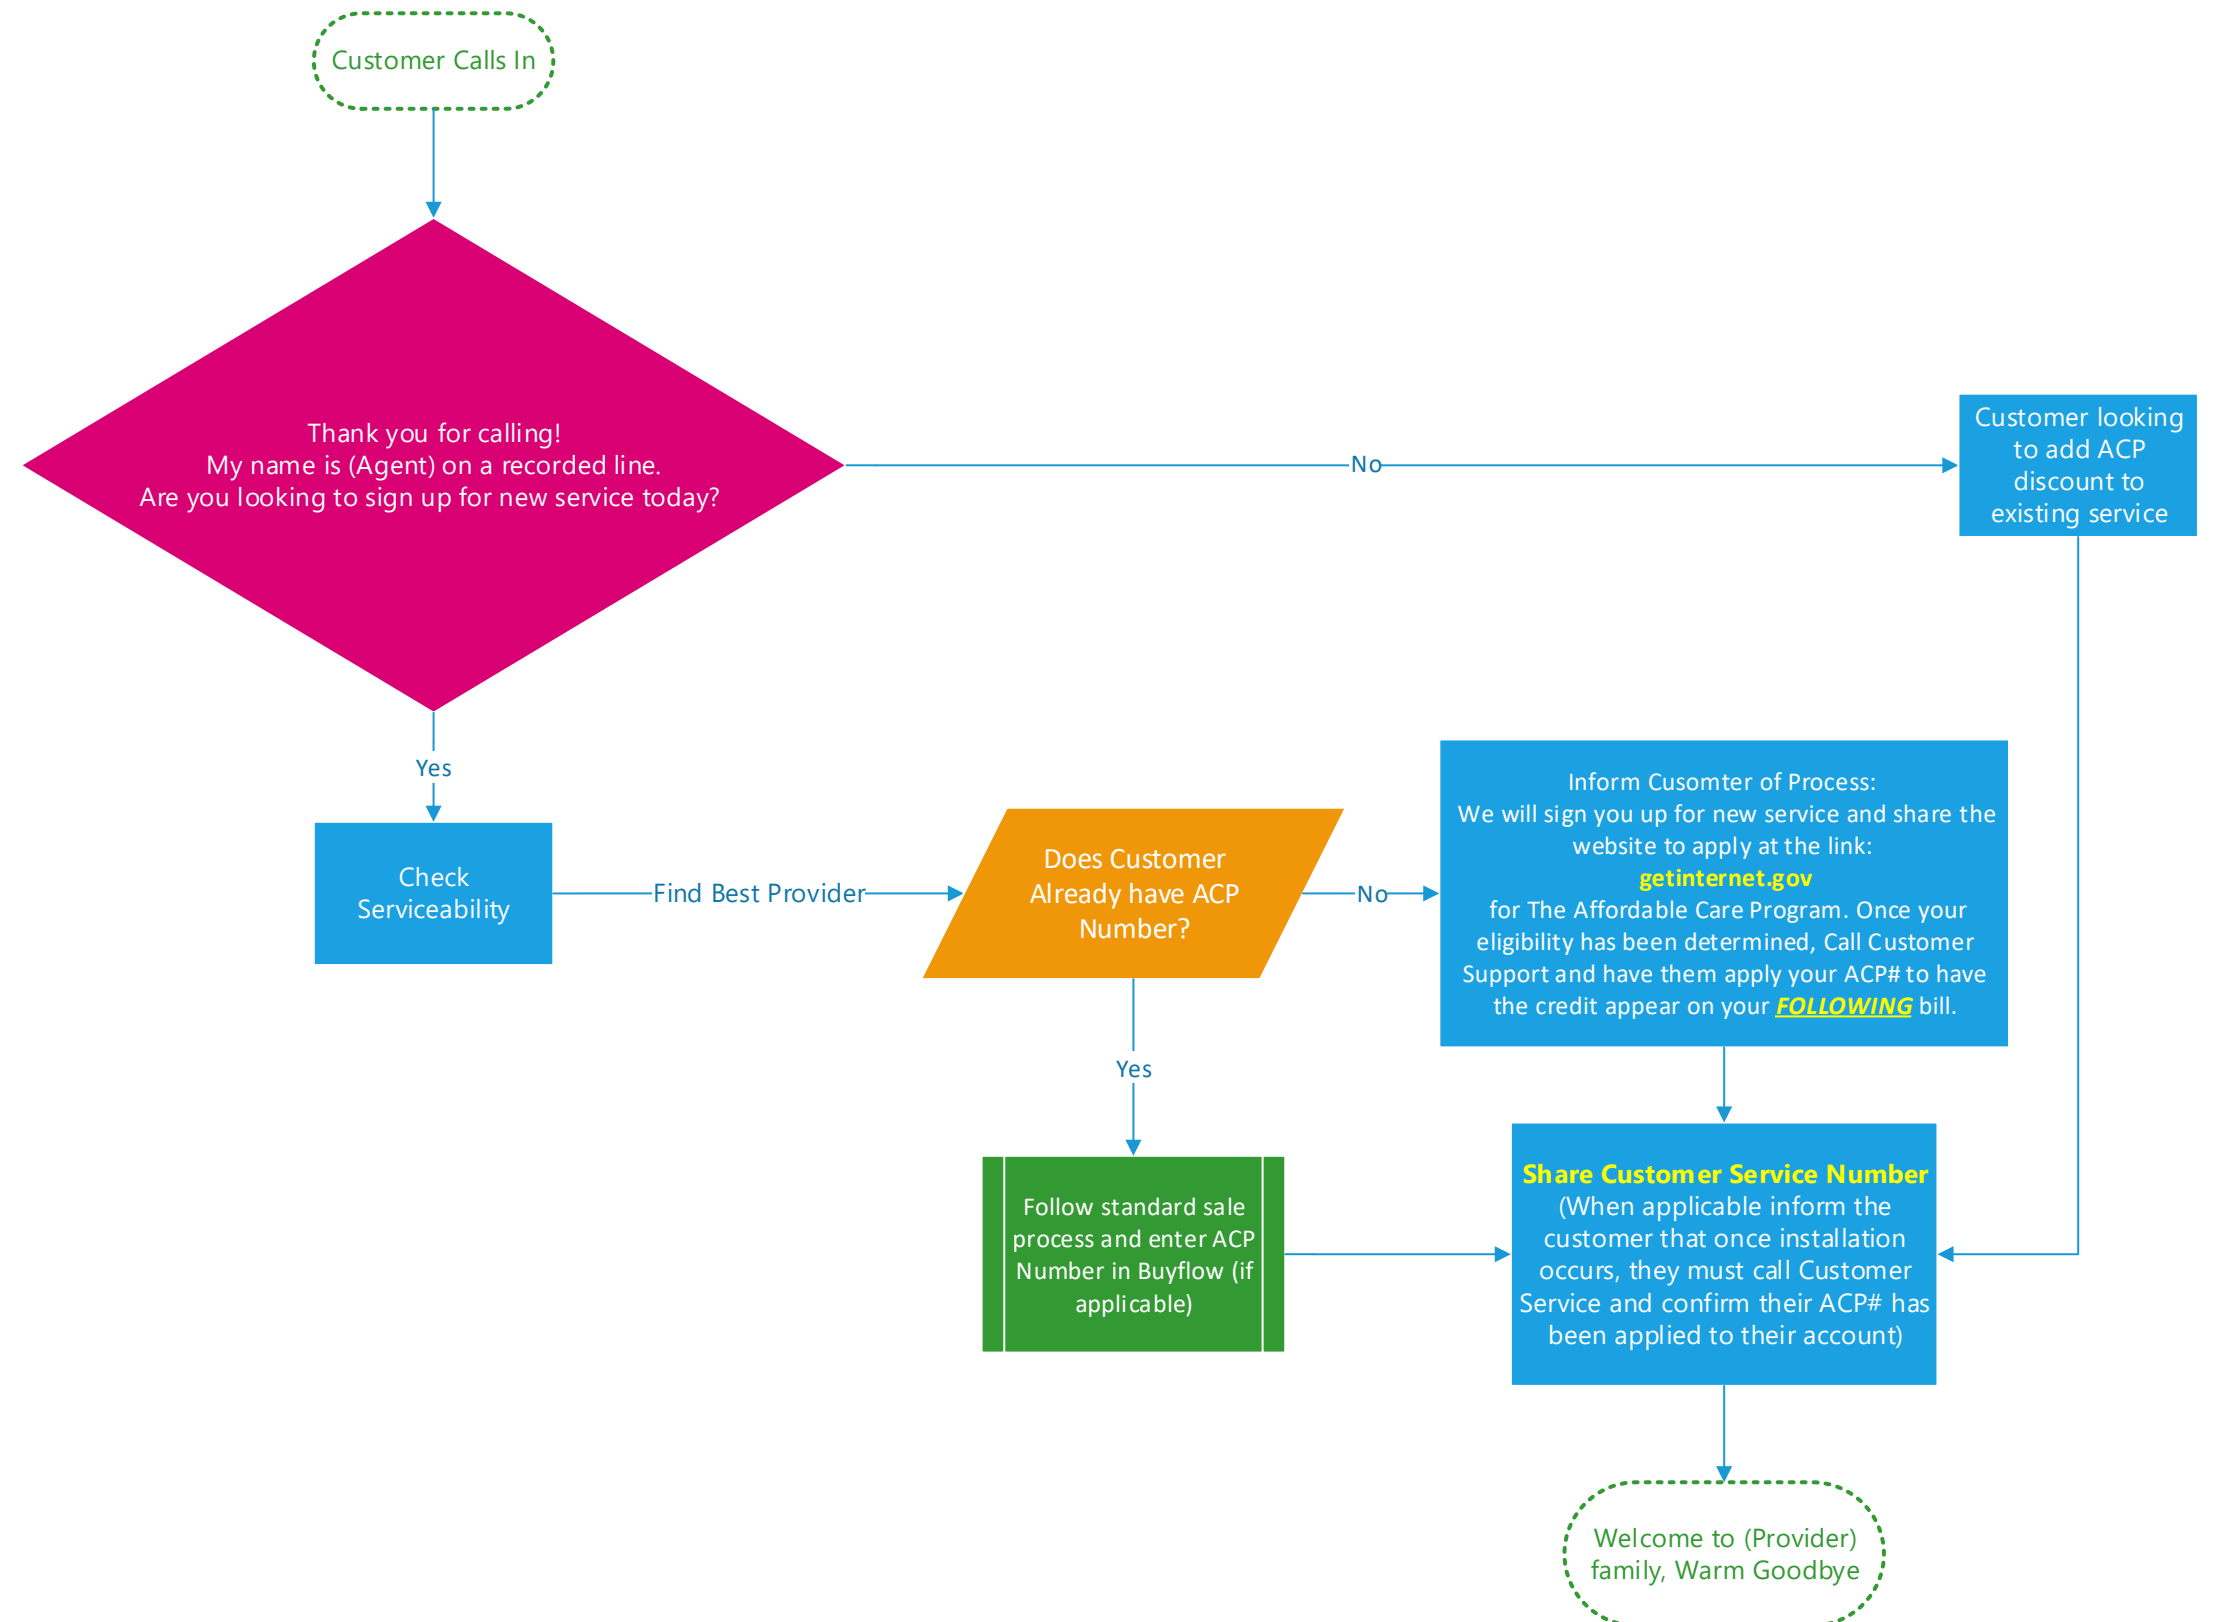 Customer Calls In
Thank you for calling!
My name is (Agent) on a recorded line.
Are you looking to sign up for new service today?
No
Customer looking
to add ACP
discount to
existing service
Yes
Check
Serviceability
Find Best Provider
Does Customer
Already have ACP
Number?
No
Inform Cusomter of Process:
We will sign you up for new service and share the
website to apply at the link:
getinternet.gov
for The Affordable Care Program. Once your
eligibility has been determined, Call Customer
Support and have them apply your ACP# to have
the credit appear on your FOLLOWING bill.
Yes
Follow standard sale
process and enter ACP
Number in Buyflow (if
applicable)
Share Customer Service Number
(When applicable inform the
customer that once installation
occurs, they must call Customer
Service and confirm their ACP# has
been applied to their account)
Welcome to (Provider)
family, Warm Goodbye